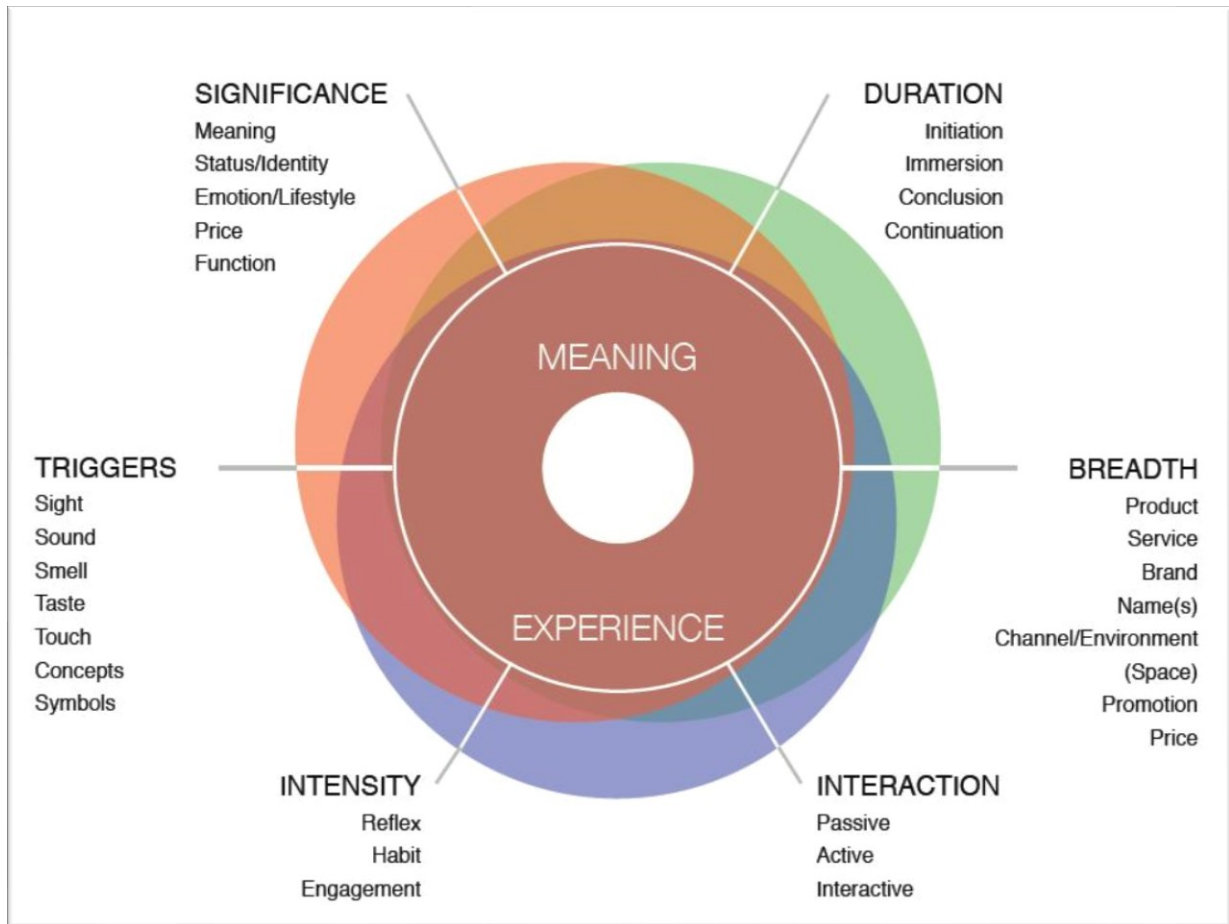 SIGNIFICANCE
Meaning
Status/Identity
Emotion/Lifestyle
Price
Function
DURATION
Initiation
Immersion
Conclusion
Continuation
MEANING
EXPERIENCE
TRIGGERS
Sight
Sound
Smell
Taste
Touch
Concepts
Symbols
BREADTH
Product
Service
Brand
Name(s)
Channel/Environment
(Space)
Promotion
Price
INTENSITY
Reflex
Habit
Engagement
INTERACTION
Passive
Active
Interactive